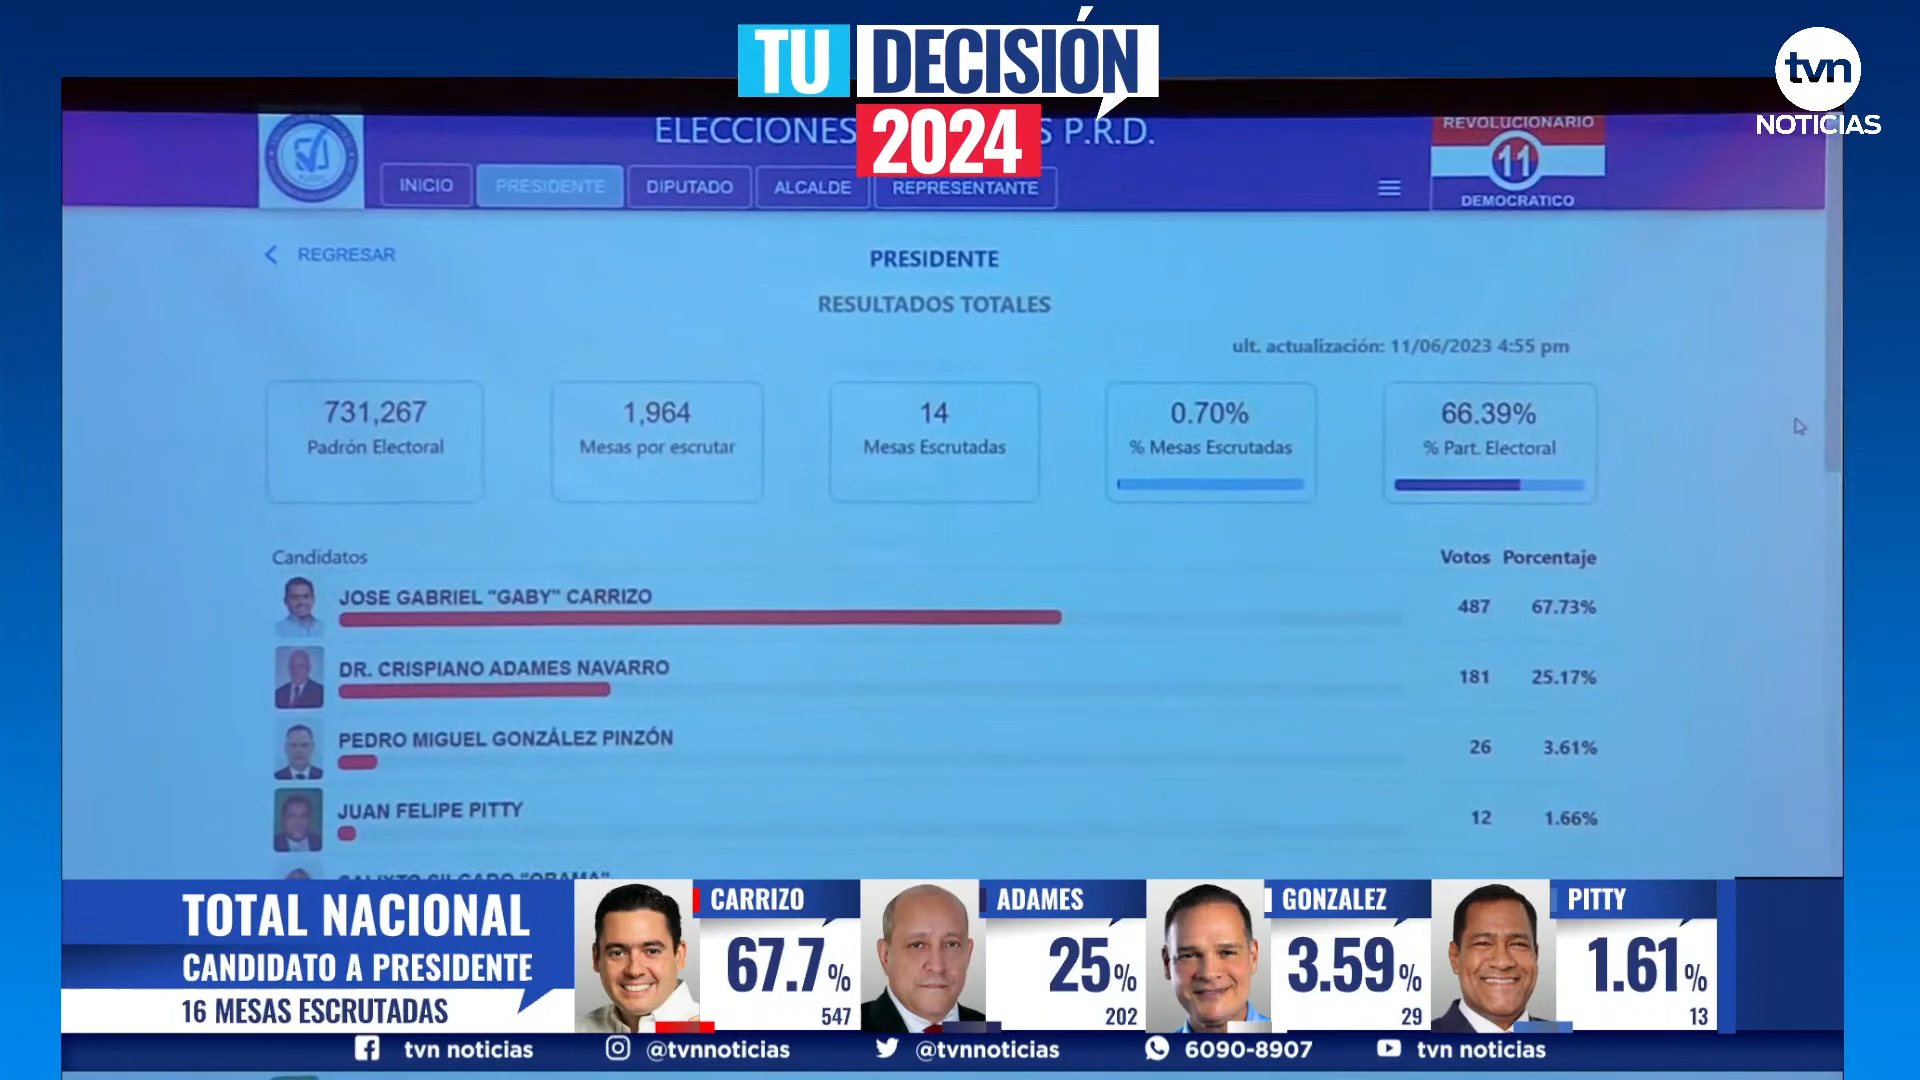 TU DECISIÓN
2024
tvn
NOTICIAS
ELECCIONES
S P.R.D.
REVOLUCIONARIO
11
DEMOCRATICO
INICIO
PRESIDENTE
DIPUTADO
ALCALDE
REPRESENTANTE
REGRESAR
PRESIDENTE
RESULTADOS TOTALES
ult. actualización: 11/06/2023 4:55 pm
731,267
Padrón Electoral
1,964
Mesas por escrutar
14
Mesas Escrutadas
0.70%
% Mesas Escrutadas
66.39%
% Part. Electoral
Candidatos Votos Porcentaje
JOSE GABRIEL "GABY" CARRIZO 487 67.73%
DR. CRISPIANO ADAMES NAVARRO 181 25.17%
PEDRO MIGUEL GONZÁLEZ PINZÓN 26 3.61%
JUAN FELIPE PITTY 12 1.66%
TOTAL NACIONAL
CANDIDATO A PRESIDENTE
16 MESAS ESCRUTADAS
CARRIZO
67.7%
547
ADAMES
25%
202
GONZALEZ
3.59%
29
PITTY
1.61%
13
tvn noticias @tvnnoticias @tvnnoticias 6090-8907 tvn noticias